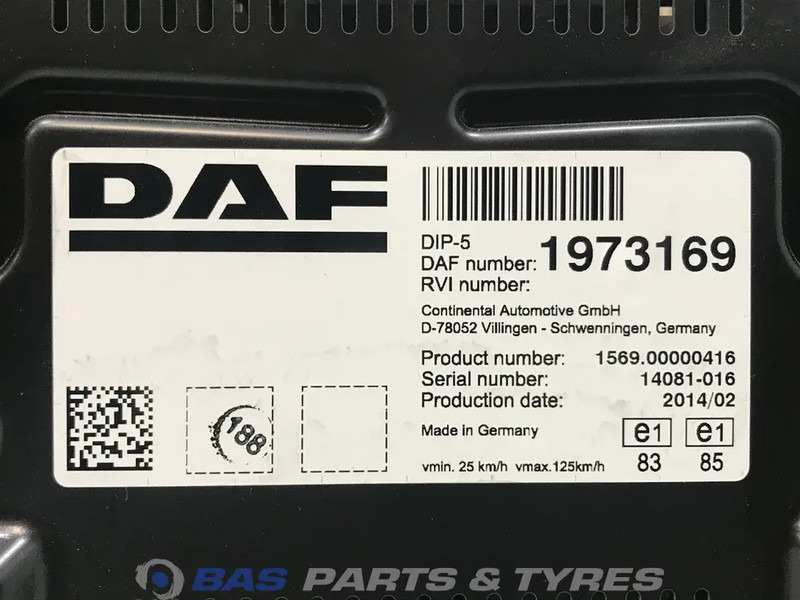 DAF
DIP-5
DAF number: 1973169
RVI number:
Continental Automotive GmbH
D-78052 Villingen - Schwenningen, Germany
Product number: 1569.00000416
Serial number: 14081-016
Production date: 2014/02
Made in Germany
e1 e1
83 85
vmin. 25 km/h vmax.125km/h
188
BAS PARTS & TYRES